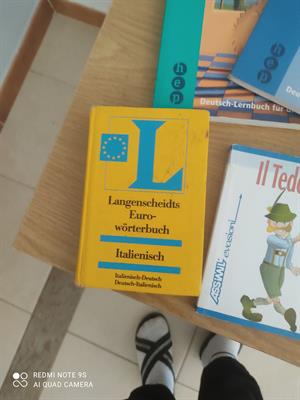 hep
Deutsch-Lernbuch für
hep
L
Langenscheidts
Euro-
wörterbuch
Italienisch
Italienisch-Deutsch
Deutsch-Italienisch
Il Ted
ASSiMiL evasioni
REDMI NOTE 9S
AI QUAD CAMERA